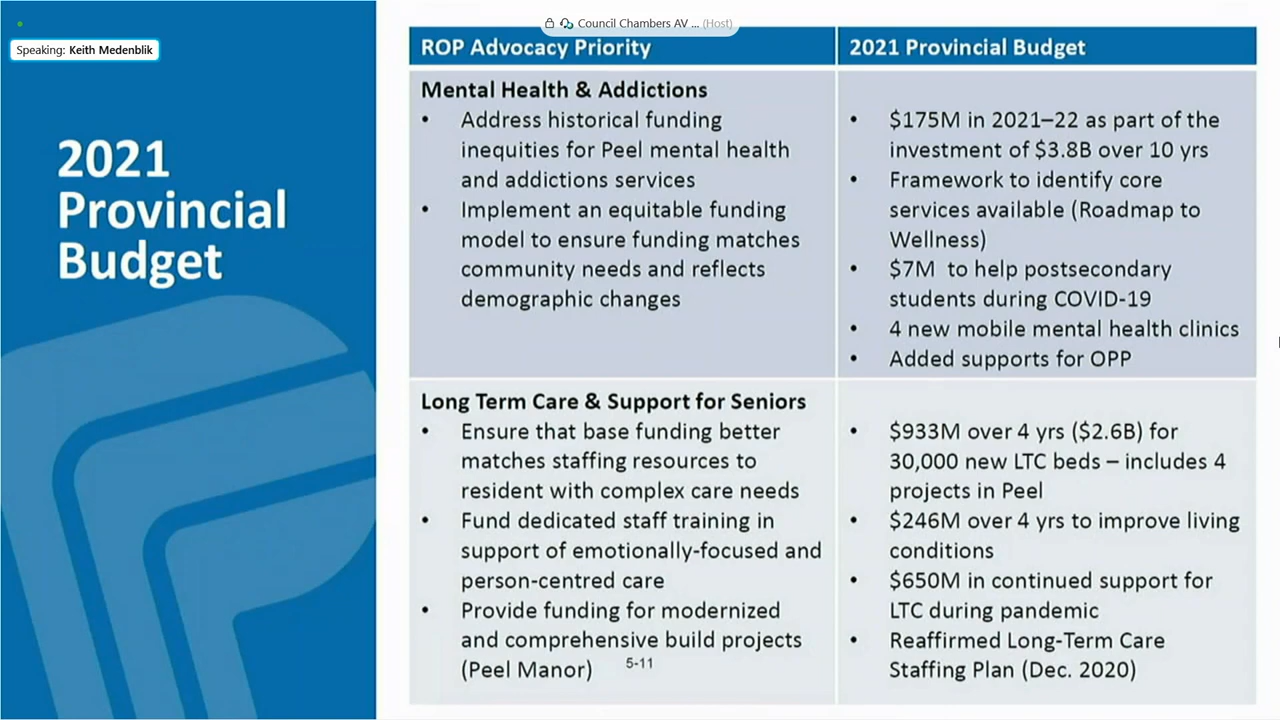 Council Chambers AV ... (Host)
Speaking: Keith Medenblik
2021
Provincial
Budget
ROP Advocacy Priority
2021 Provincial Budget
Mental Health & Addictions
• Address historical funding
inequities for Peel mental health
and addictions services
• Implement an equitable funding
model to ensure funding matches
community needs and reflects
demographic changes
• $175M in 2021–22 as part of the
investment of $3.8B over 10 yrs
• Framework to identify core
services available (Roadmap to
Wellness)
• $7M to help postsecondary
students during COVID-19
• 4 new mobile mental health clinics
• Added supports for OPP
Long Term Care & Support for Seniors
• Ensure that base funding better
matches staffing resources to
resident with complex care needs
• Fund dedicated staff training in
support of emotionally-focused and
person-centred care
• Provide funding for modernized
and comprehensive build projects
(Peel Manor)
• $933M over 4 yrs ($2.6B) for
30,000 new LTC beds – includes 4
projects in Peel
• $246M over 4 yrs to improve living
conditions
• $650M in continued support for
LTC during pandemic
• Reaffirmed Long-Term Care
Staffing Plan (Dec. 2020)
5-11